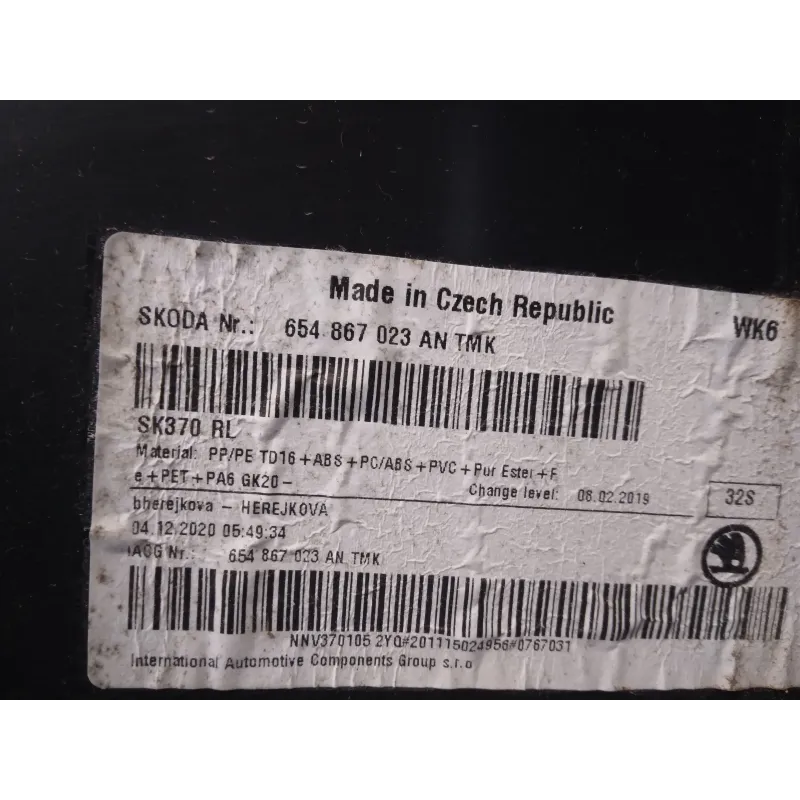 Made in Czech Republic
SKODA Nr.: 654 867 023 AN TMK
WK6
SK370 RL
Material: PP/PE TD16+ABS+PC/ABS+PVC+Pur Ester+F
e+PET+PA6 GK20-
Change level: 08.02.2019
32S
bherejkova - HEREJKOVA
04.12.2020 05:49:34
IACG Nr.: 654 867 023 AN TMK
NNV370105 2YQ#201115024956#0767031
International Automotive Components Group s.r.o